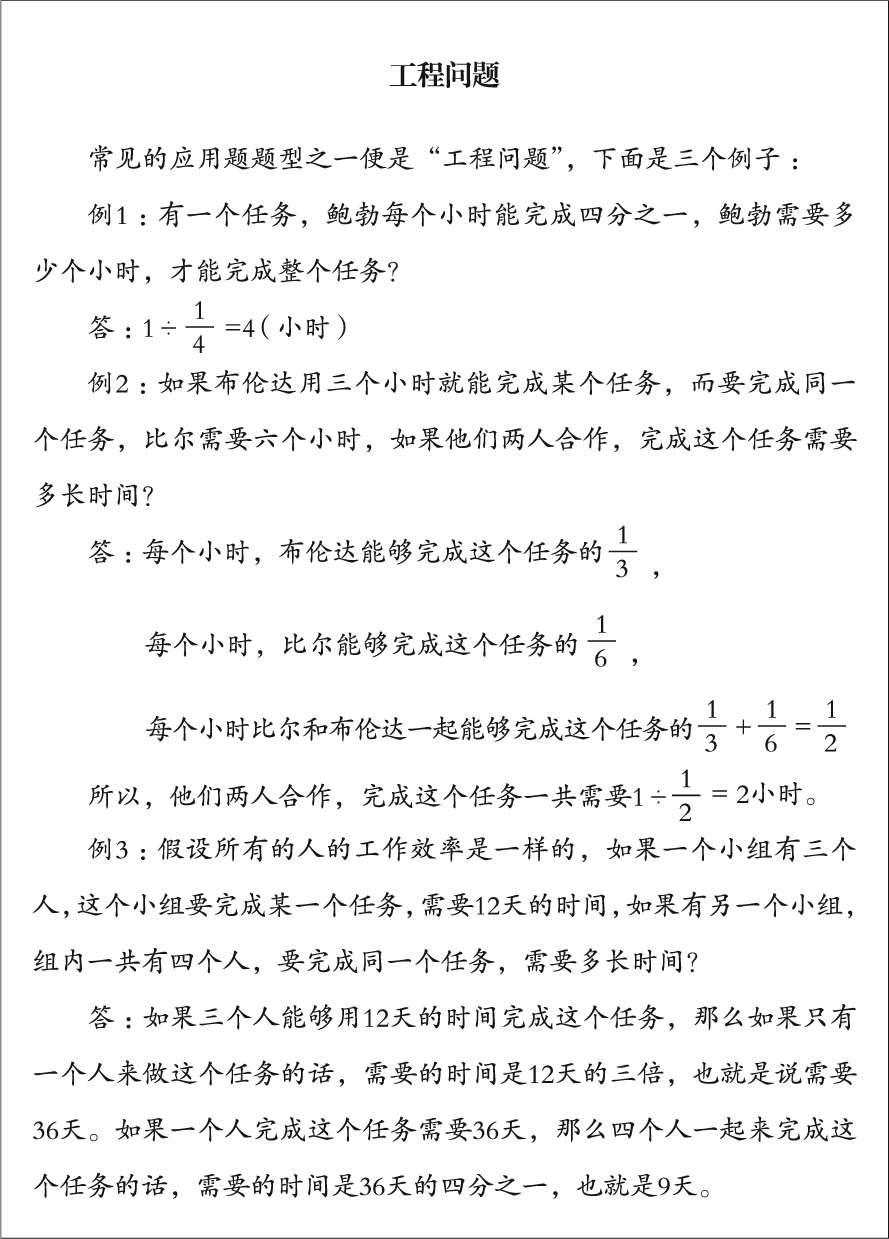 工程问题
常见的应用题题型之一便是“工程问题”，下面是三个例子：
例1：有一个任务，鲍勃每个小时能完成四分之一，鲍勃需要多
少个小时，才能完成整个任务？
答：1÷1/4=4（小时）
例2：如果布伦达用三个小时就能完成某个任务，而要完成同一
个任务，比尔需要六个小时，如果他们两人合作，完成这个任务需要
多长时间？
答：每个小时，布伦达能够完成这个任务的1/3，
每个小时，比尔能够完成这个任务的1/6，
每个小时比尔和布伦达一起能够完成这个任务的1/3+1/6=1/2
所以，他们两人合作，完成这个任务一共需要1÷1/2=2小时。
例3：假设所有的人的工作效率是一样的，如果一个小组有三个
人，这个小组要完成某一个任务，需要12天的时间，如果有另一个小组，
组内一共有四个人，要完成同一个任务，需要多长时间？
答：如果三个人能够用12天的时间完成这个任务，那么如果只有
一个人来做这个任务的话，需要的时间是12天的三倍，也就是说需要
36天。如果一个人完成这个任务需要36天，那么四个人一起来完成这
个任务的话，需要的时间是36天的四分之一，也就是9天。